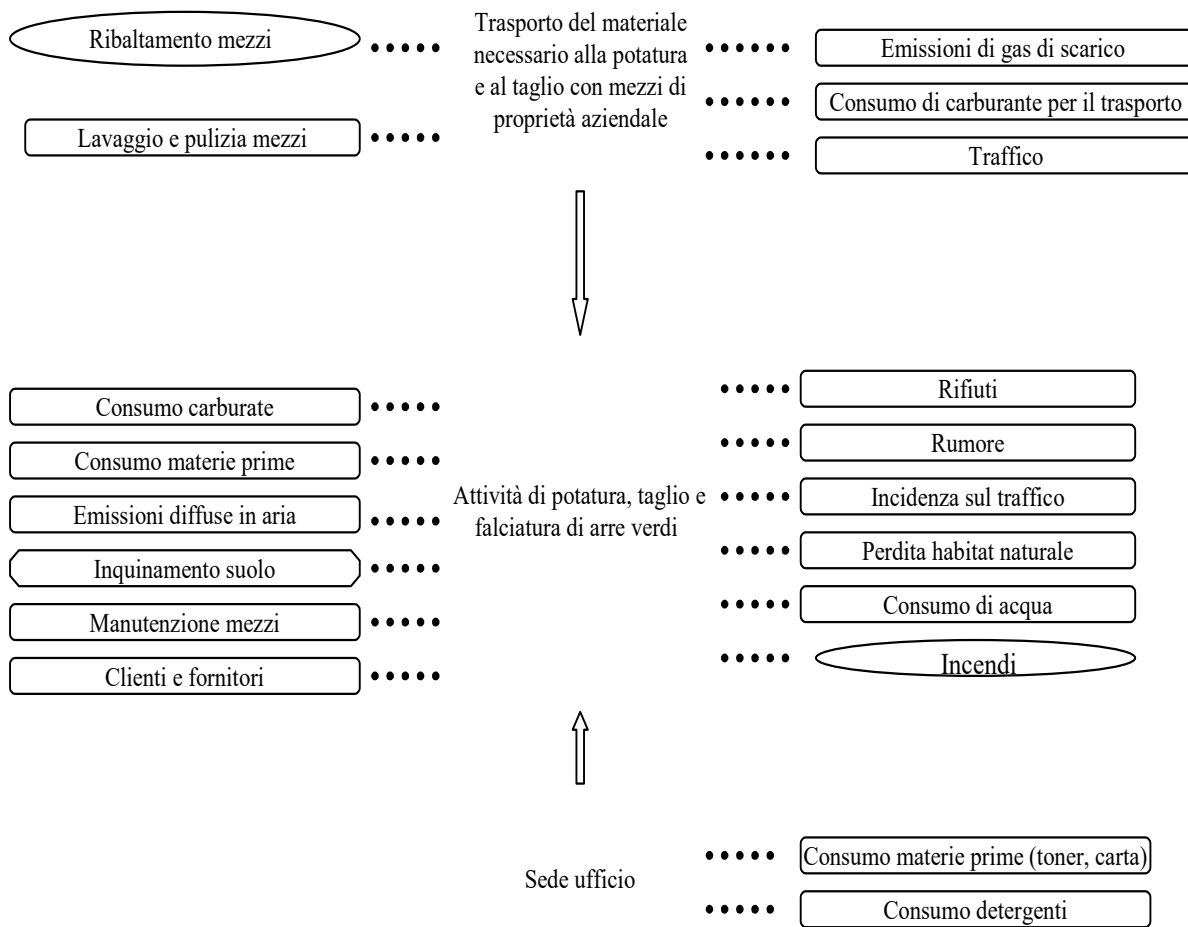 Ribaltamento mezzi
Lavaggio e pulizia mezzi
Trasporto del materiale
necessario alla potatura
e al taglio con mezzi di
proprietà aziendale
Emissioni di gas di scarico
Consumo di carburante per il trasporto
Traffico
Consumo carburate
Consumo materie prime
Emissioni diffuse in aria
Inquinamento suolo
Manutenzione mezzi
Clienti e fornitori
Attività di potatura, taglio e
falciatura di arre verdi
Rifiuti
Rumore
Incidenza sul traffico
Perdita habitat naturale
Consumo di acqua
Incendi
Sede ufficio
Consumo materie prime (toner, carta)
Consumo detergenti